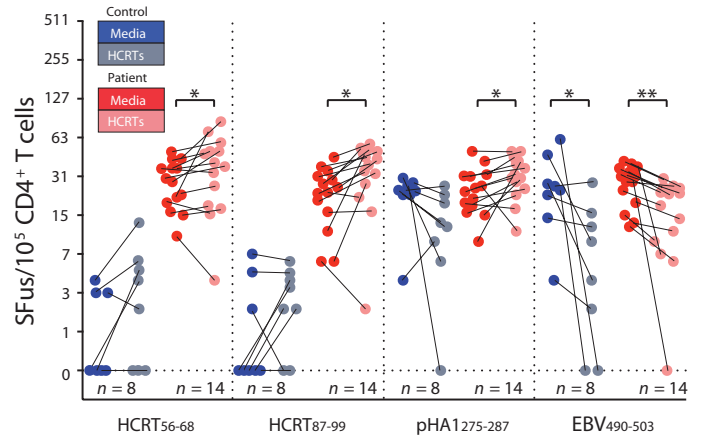 SFus/10⁵ CD4⁺ T cells
511
255
127
63
31
15
7
3
1
0
Control
Media
HCRTs
Patient
Media
HCRTs
* * * * **
n = 8 n = 14 n = 8 n = 14 n = 8 n = 14 n = 8 n = 14
HCRT₅₆₋₆₈ HCRT₈₇₋₉₉ pHA1₂₇₅₋₂₈₇ EBV₄₉₀₋₅₀₃